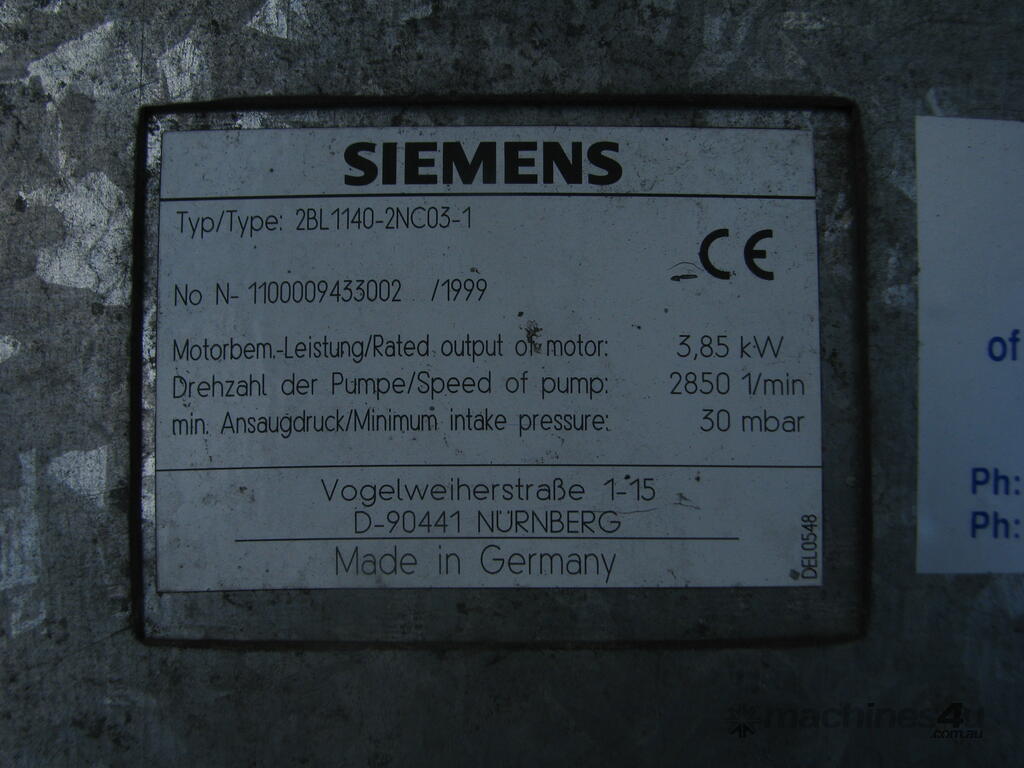 SIEMENS
Typ/Type: 2BL1140-2NC03-1
CE
No N- 1100009433002 /1999
Motorbem.-Leistung/Rated output of motor: 3,85 kW
Drehzahl der Pumpe/Speed of pump: 2850 1/min
min. Ansaugdruck/Minimum intake pressure: 30 mbar
Vogelweiherstraße 1-15
D-90441 NÜRNBERG
Made in Germany
DEL0548
of
Ph:
Ph:
machines4u
.com.au